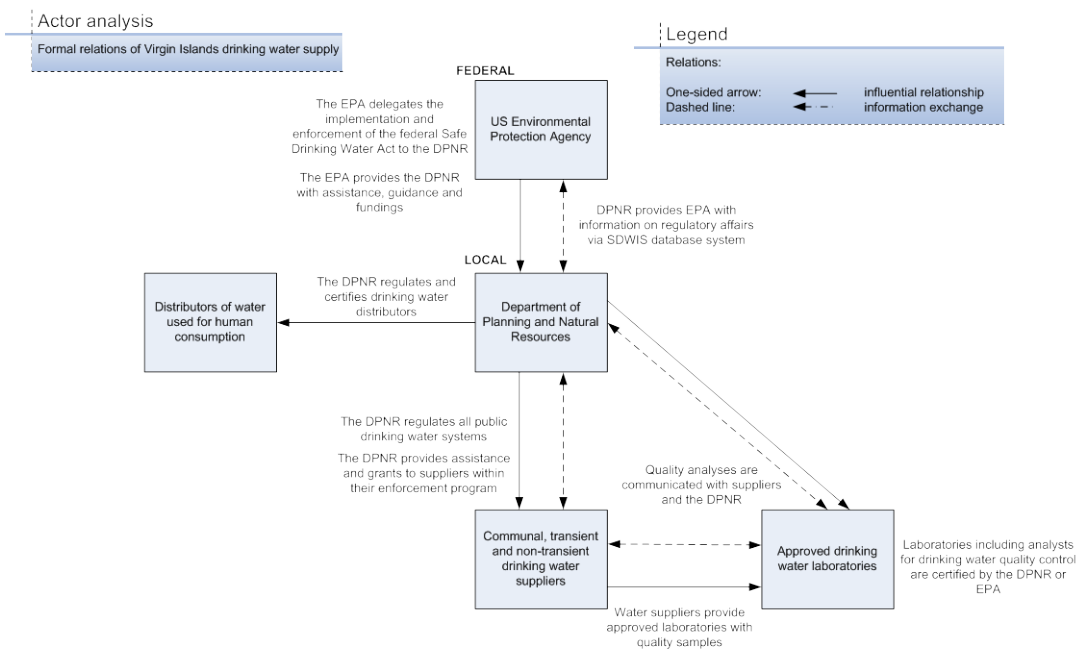 Actor analysis
Formal relations of Virgin Islands drinking water supply
Legend
Relations:
One-sided arrow: influential relationship
Dashed line: information exchange
FEDERAL
The EPA delegates the
implementation and
enforcement of the federal Safe
Drinking Water Act to the DPNR
US Environmental
Protection Agency
The EPA provides the DPNR
with assistance, guidance and
fundings
DPNR provides EPA with
information on regulatory affairs
via SDWIS database system
LOCAL
The DPNR regulates and
certifies drinking water
distributors
Distributors of water
used for human
consumption
Department of
Planning and Natural
Resources
The DPNR regulates all public
drinking water systems
The DPNR provides assistance
and grants to suppliers within
their enforcement program
Quality analyses are
communicated with suppliers
and the DPNR
Communal, transient
and non-transient
drinking water
suppliers
Approved drinking
water laboratories
Laboratories including analysts
for drinking water quality control
are certified by the DPNR or
EPA
Water suppliers provide
approved laboratories with
quality samples